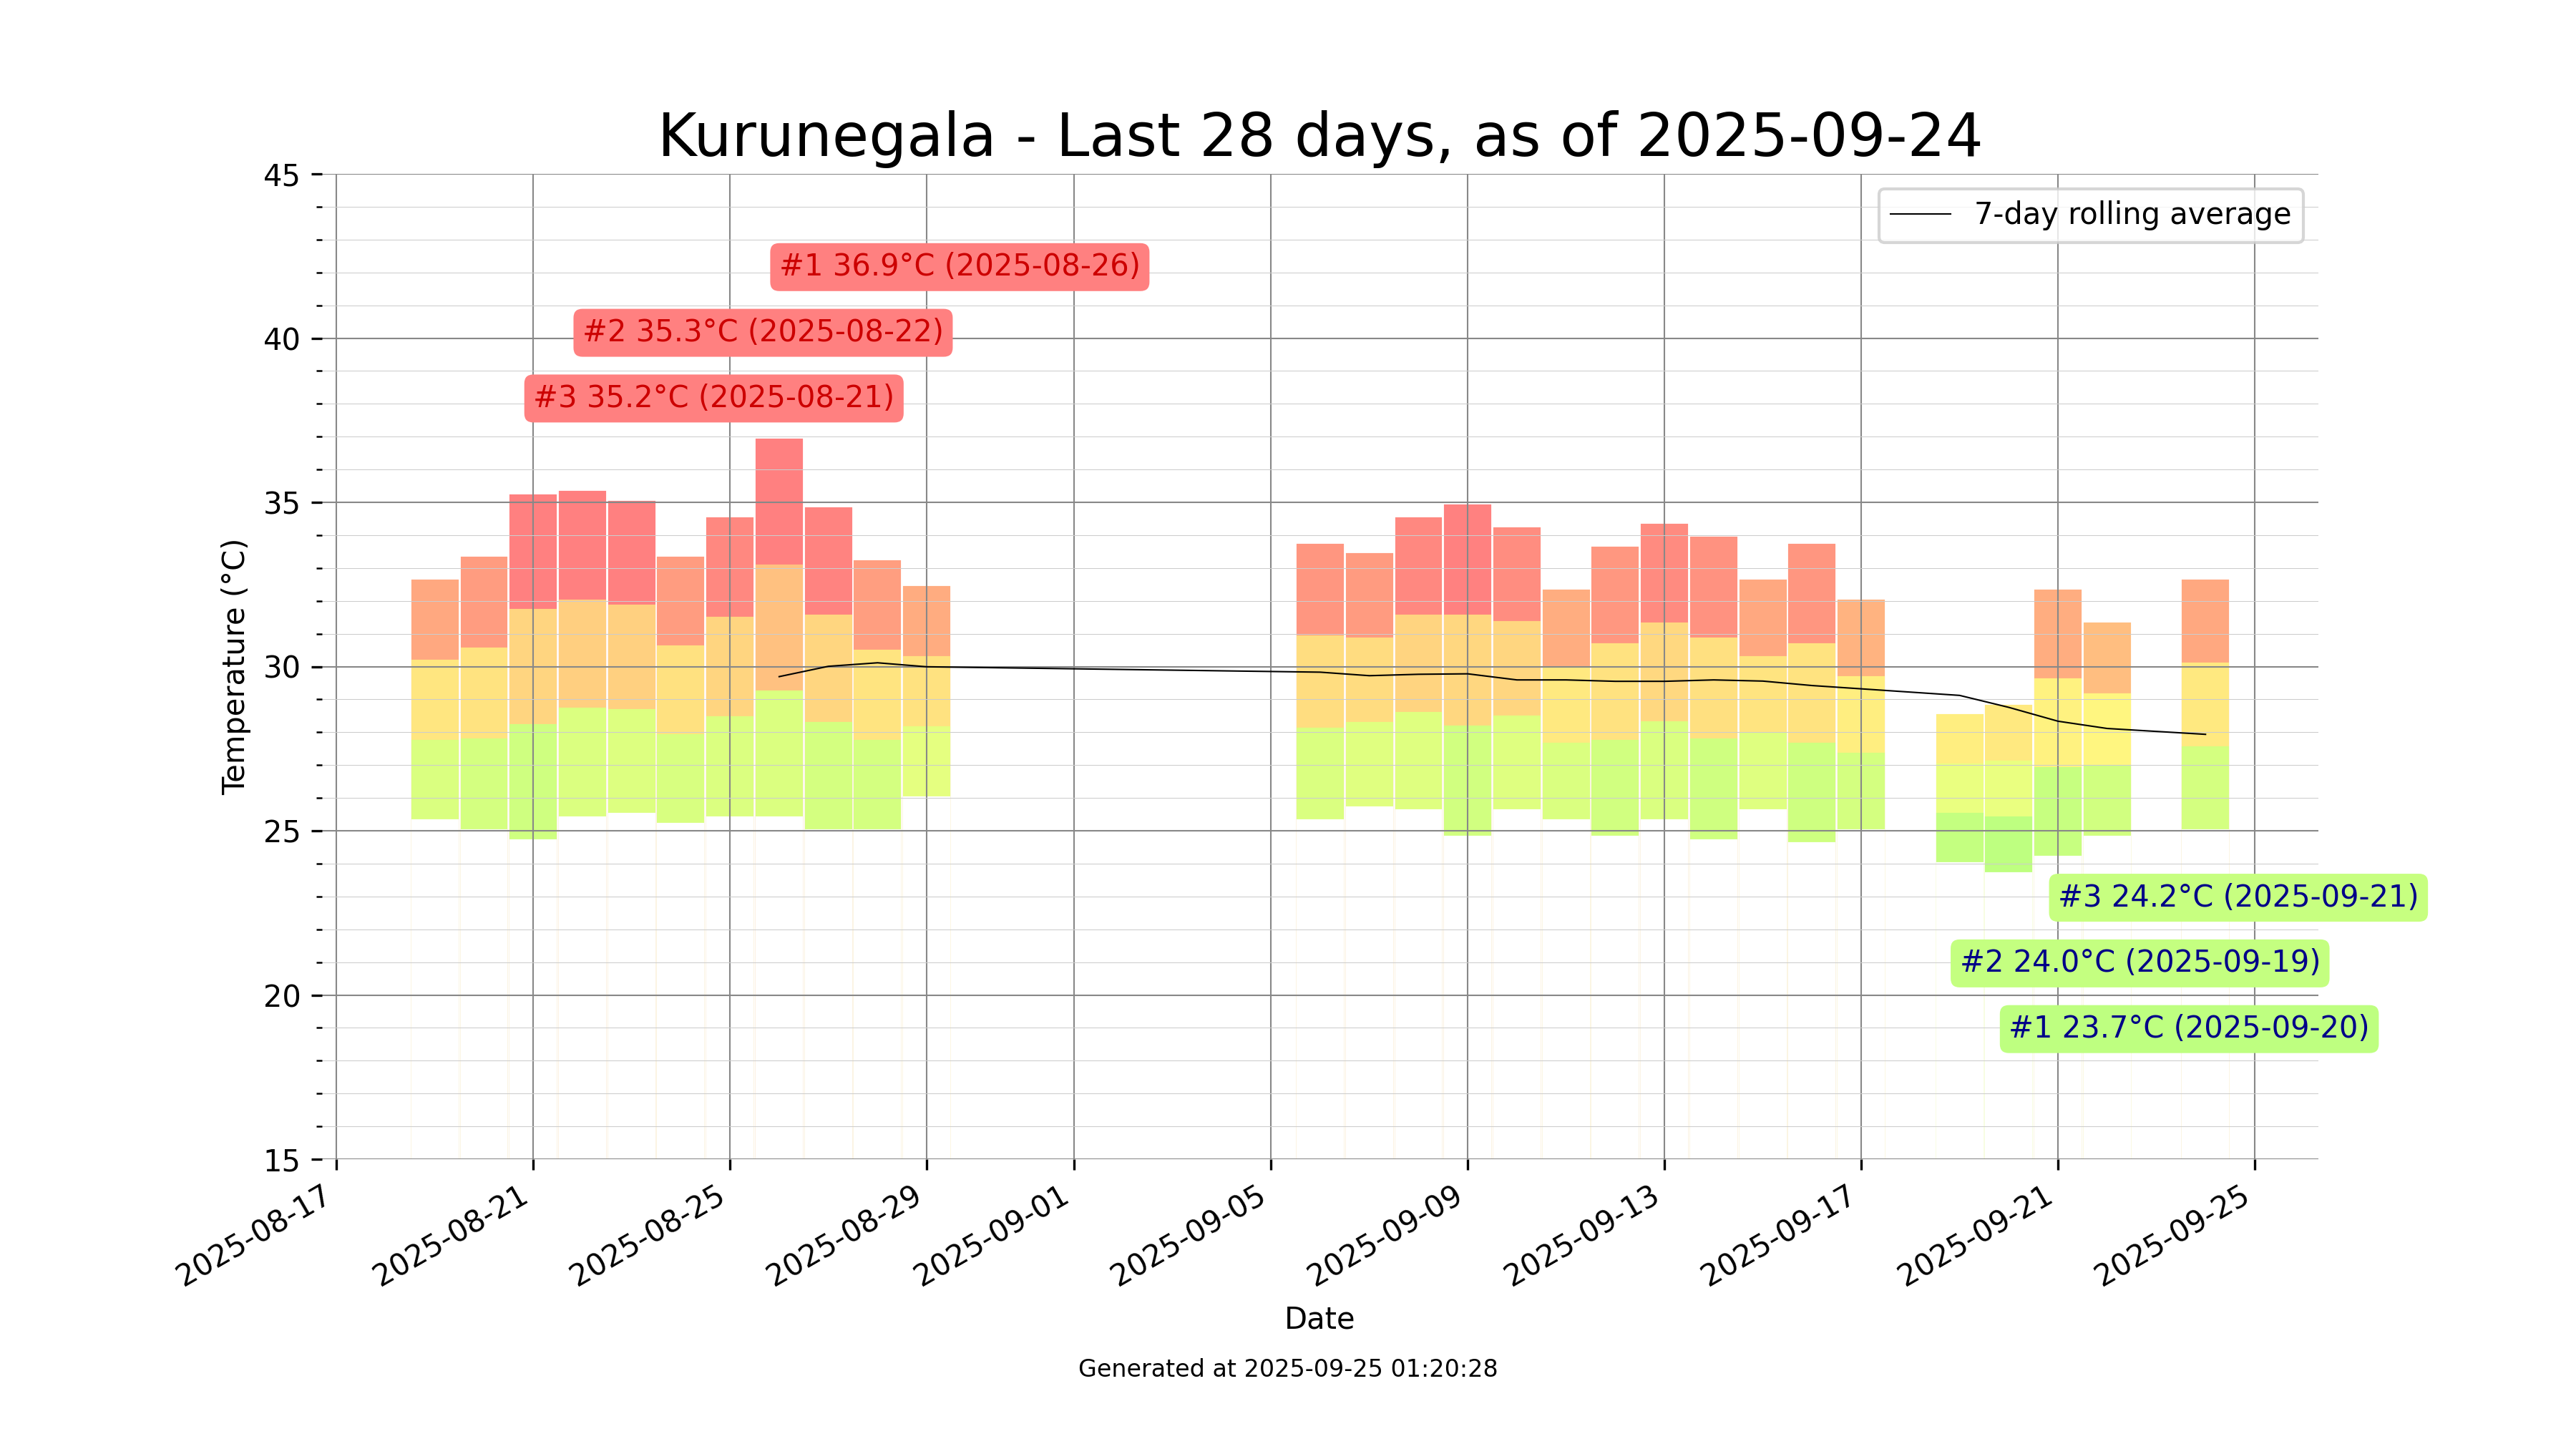 Kurunegala - Last 28 days, as of 2025-09-24
45
7-day rolling average
#1 36.9°C (2025-08-26)
#2 35.3°C (2025-08-22)
40
#3 35.2°C (2025-08-21)
35
30
Temperature (°C)
25
#3 24.2°C (2025-09-21)
#2 24.0°C (2025-09-19)
20
#1 23.7°C (2025-09-20)
15
2025-08-17
2025-08-21
2025-08-25
2025-08-29
2025-09-01
2025-09-05
2025-09-09
2025-09-13
2025-09-17
2025-09-21
2025-09-25
Date
Generated at 2025-09-25 01:20:28